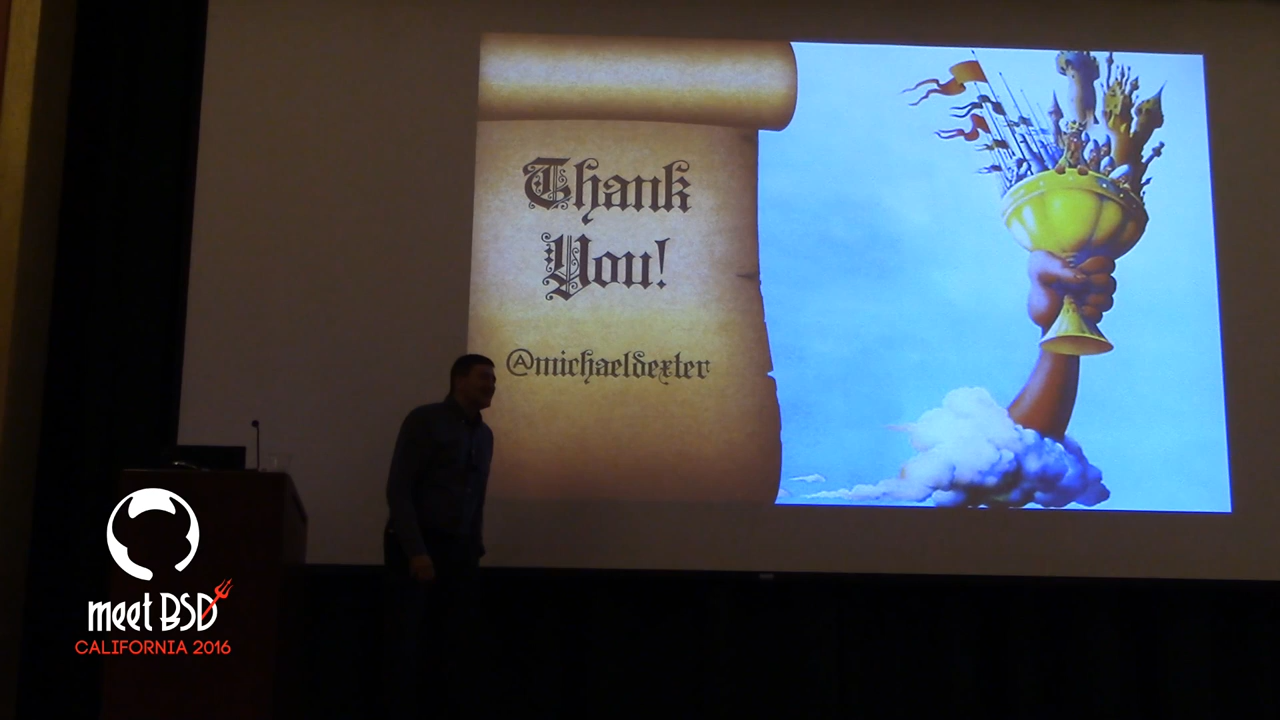 Thank
You!
@michaeldexter
meet BSD
CALIFORNIA 2016